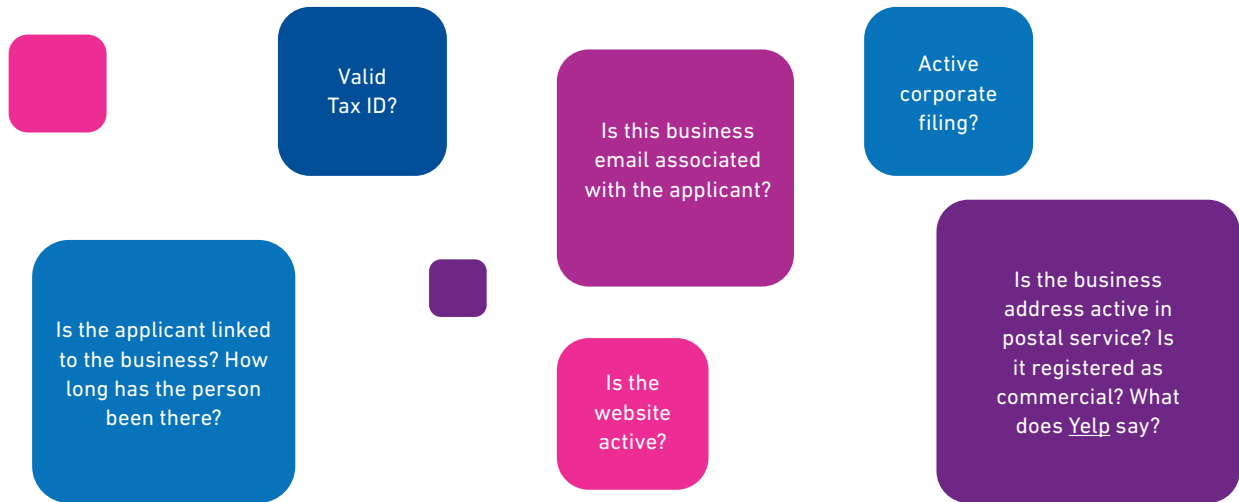 Valid
Tax ID?
Is this business
email associated
with the applicant?
Active
corporate
filing?
Is the applicant linked
to the business? How
long has the person
been there?
Is the
website
active?
Is the business
address active in
postal service? Is
it registered as
commercial? What
does Yelp say?